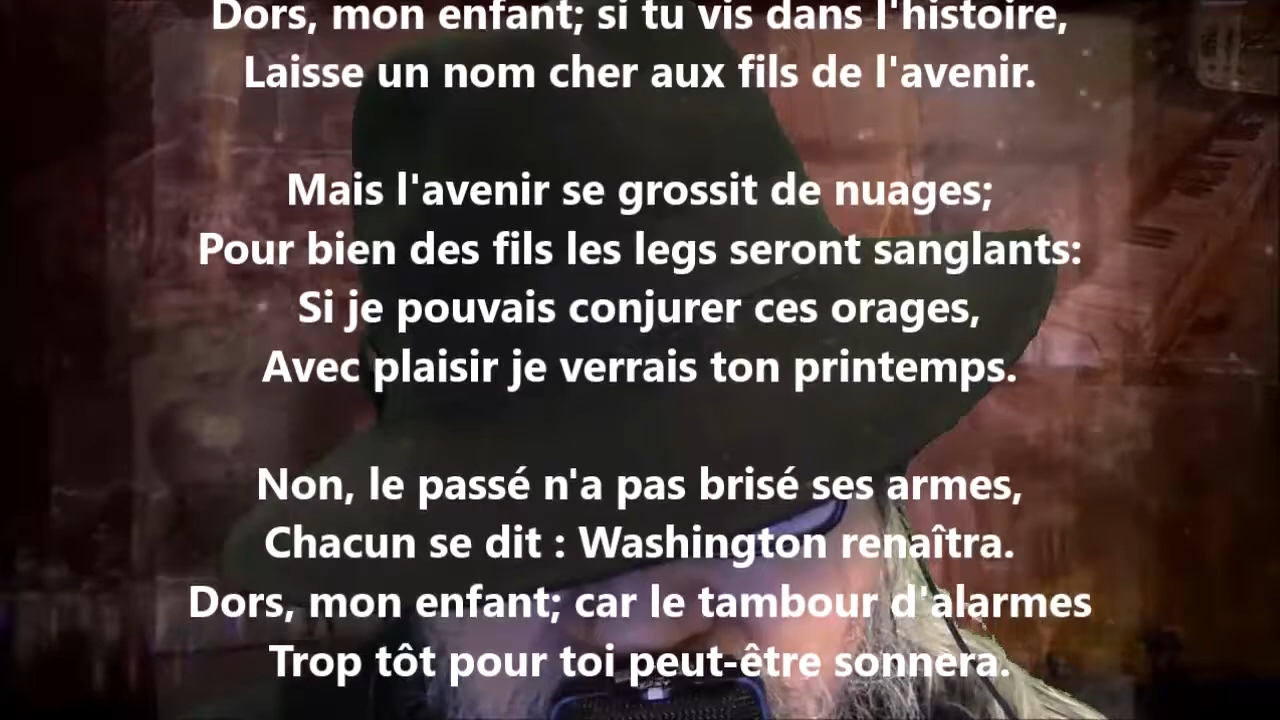 Dors, mon enfant; si tu vis dans l'histoire,
Laisse un nom cher aux fils de l'avenir.
Mais l'avenir se grossit de nuages;
Pour bien des fils les legs seront sanglants:
Si je pouvais conjurer ces orages,
Avec plaisir je verrais ton printemps.
Non, le passé n'a pas brisé ses armes,
Chacun se dit : Washington renaîtra.
Dors, mon enfant; car le tambour d'alarmes
Trop tôt pour toi peut-être sonnera.